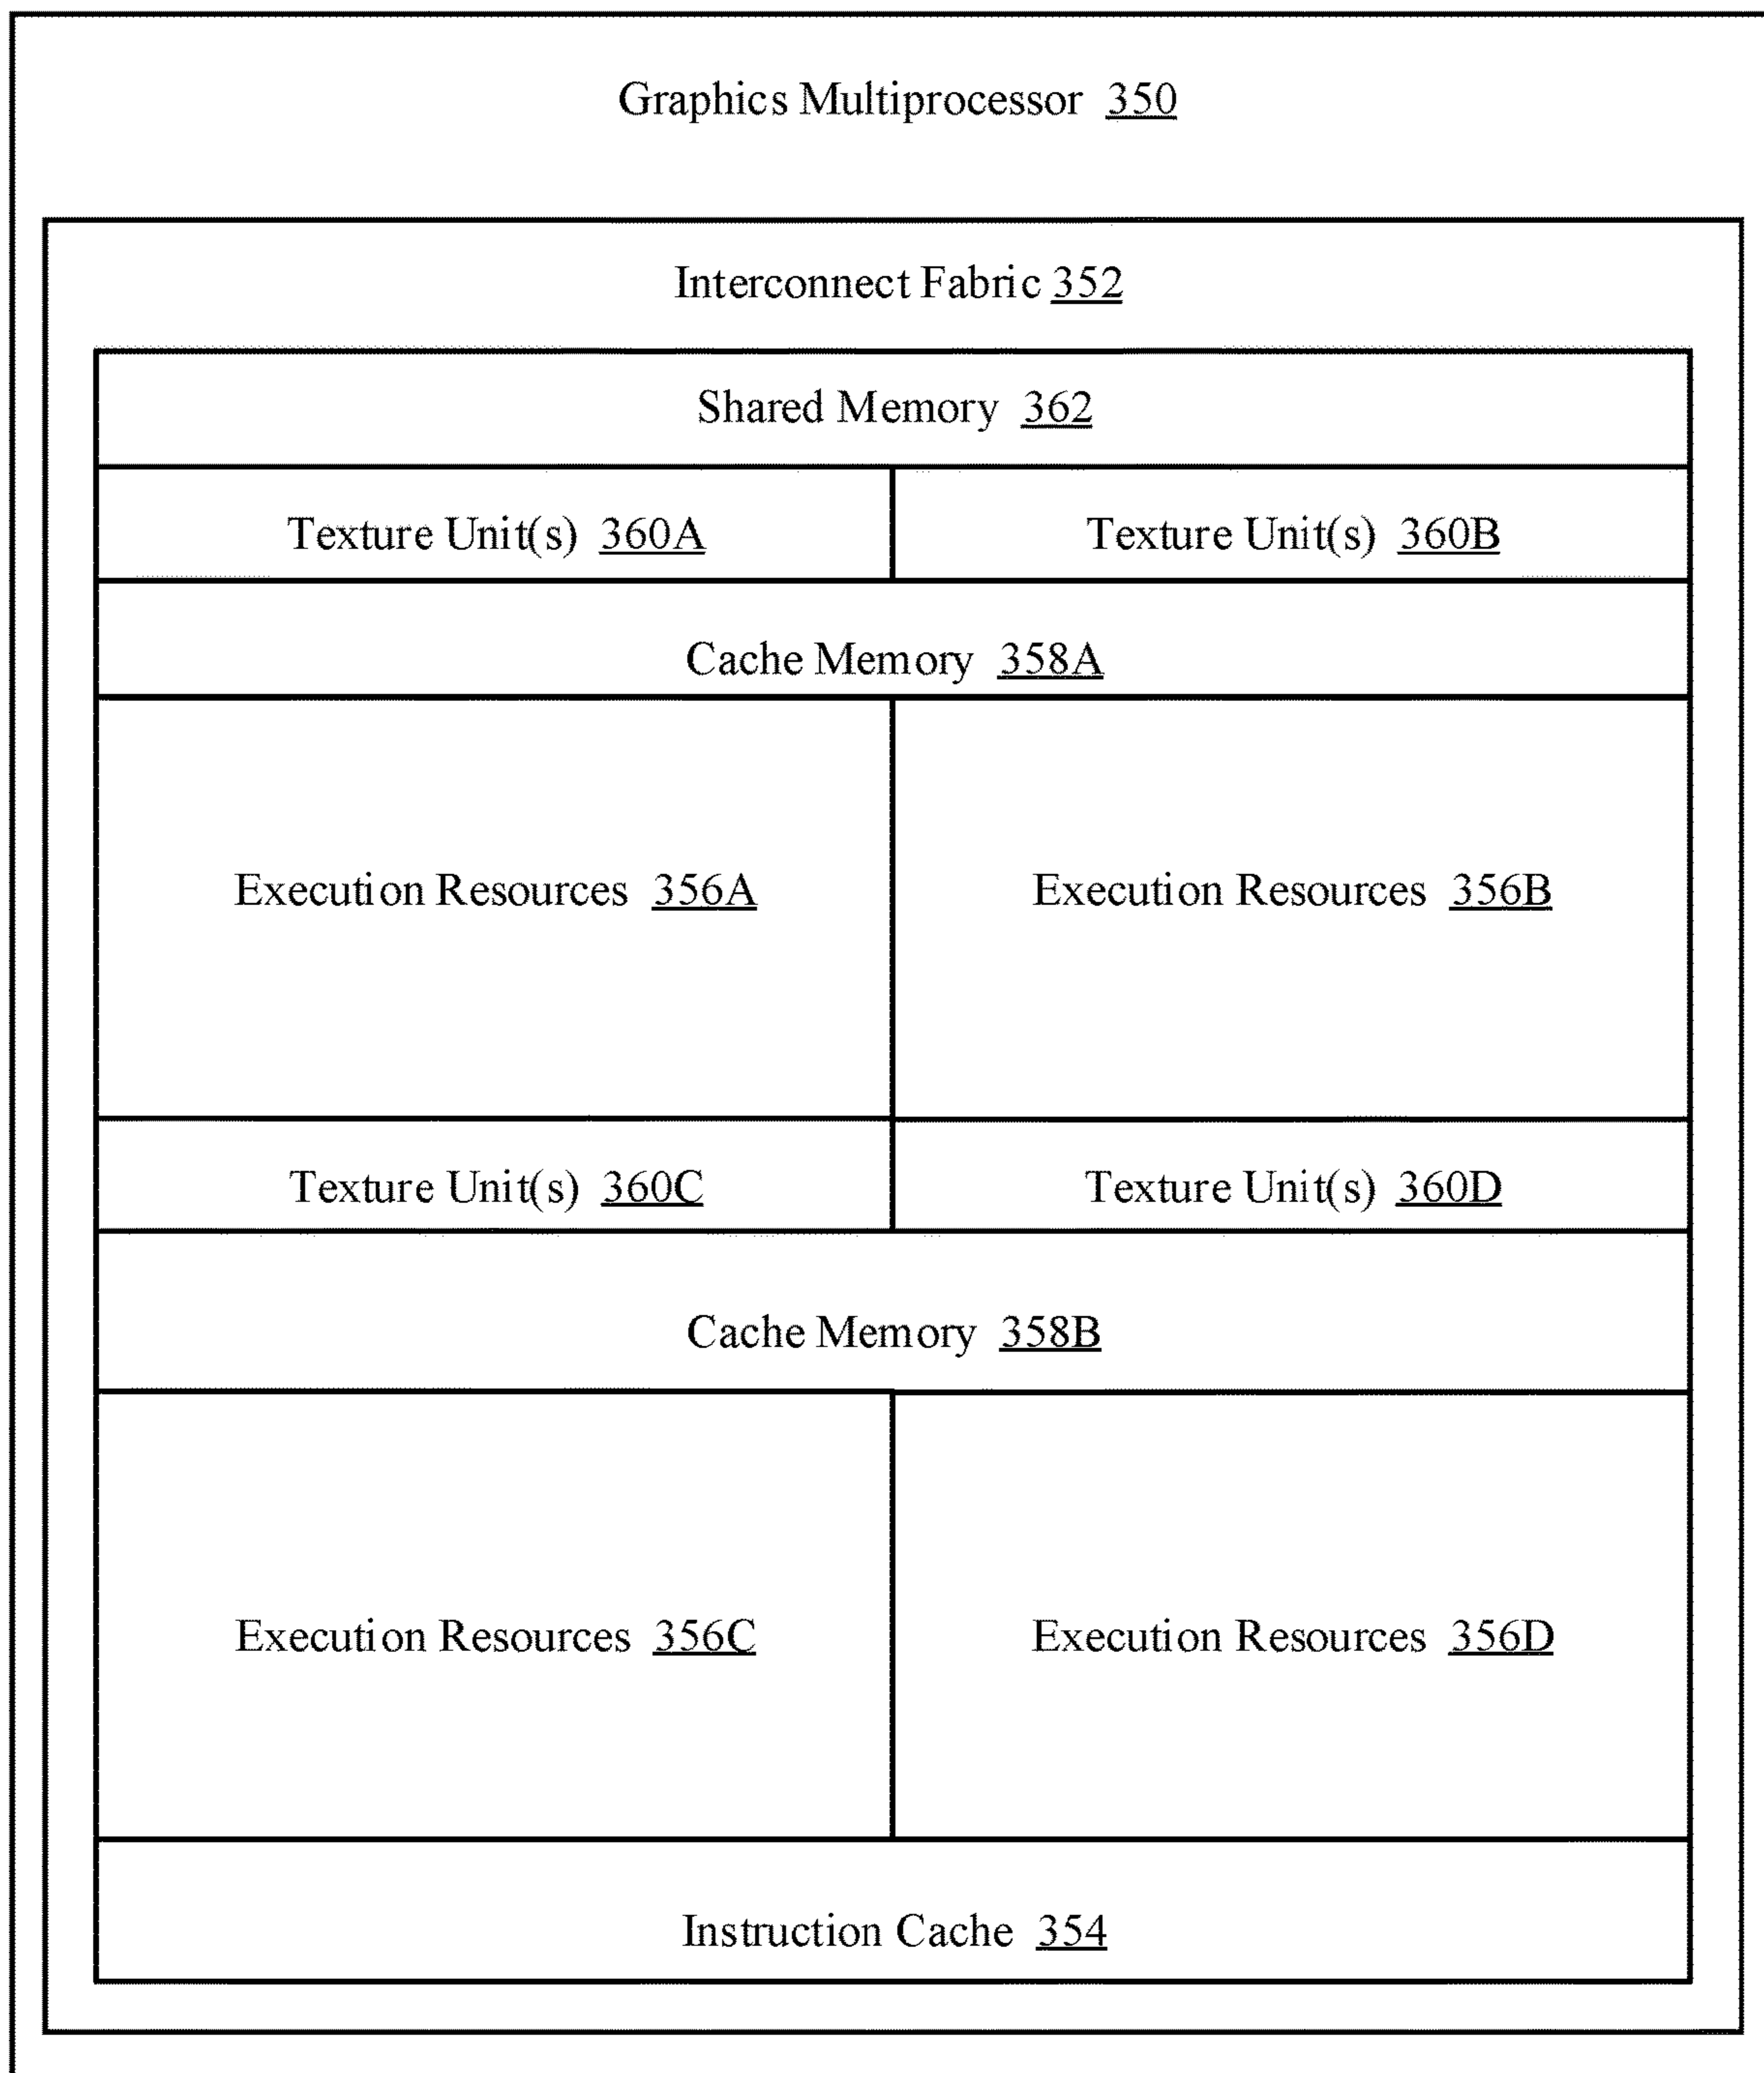 Graphics Multiprocessor 350
Interconnect Fabric 352
Shared Memory 362
Texture Unit(s) 360A
Texture Unit(s) 360B
Cache Memory 358A
Execution Resources 356A
Execution Resources 356B
Texture Unit(s) 360C
Texture Unit(s) 360D
Cache Memory 358B
Execution Resources 356C
Execution Resources 356D
Instruction Cache 354